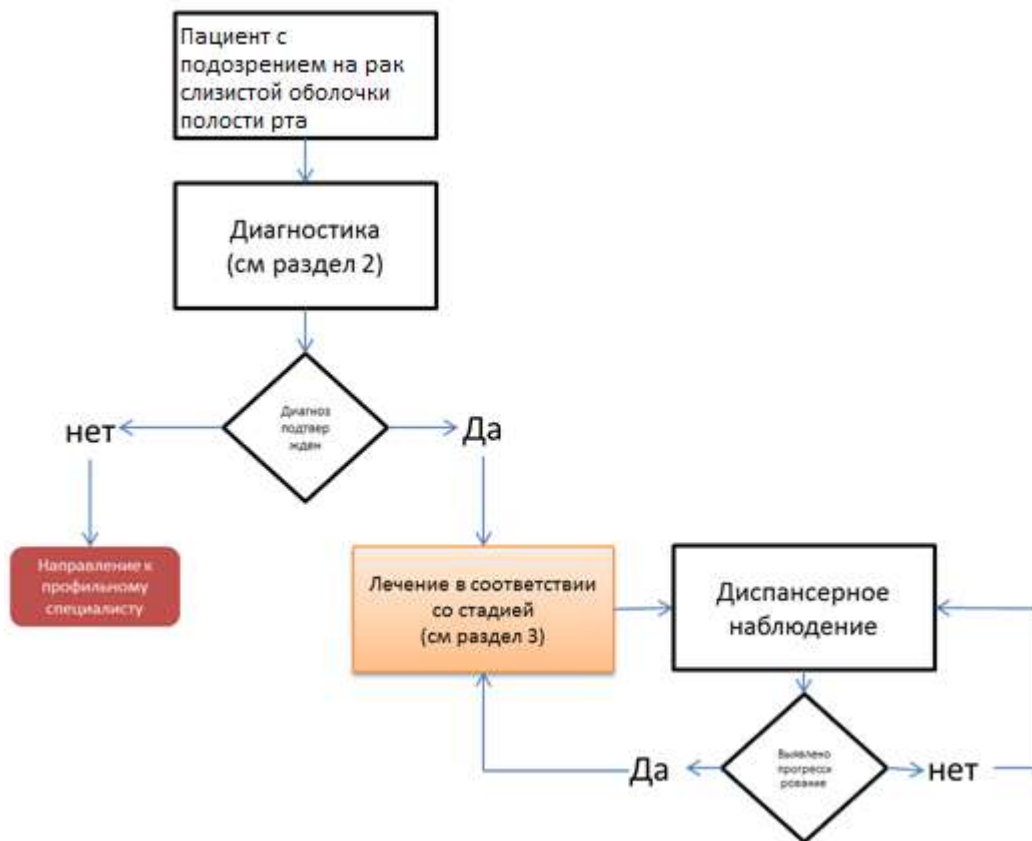 Пациент с
подозрением на рак
слизистой оболочки
полости рта
Диагностика
(см раздел 2)
Диагноз
подтвер
жден
нет
Да
Направление к
профильному
специалисту
Лечение в соответствии
со стадией
(см раздел 3)
Диспансерное
наблюдение
Выявлено
прогресси
рование
Да
нет